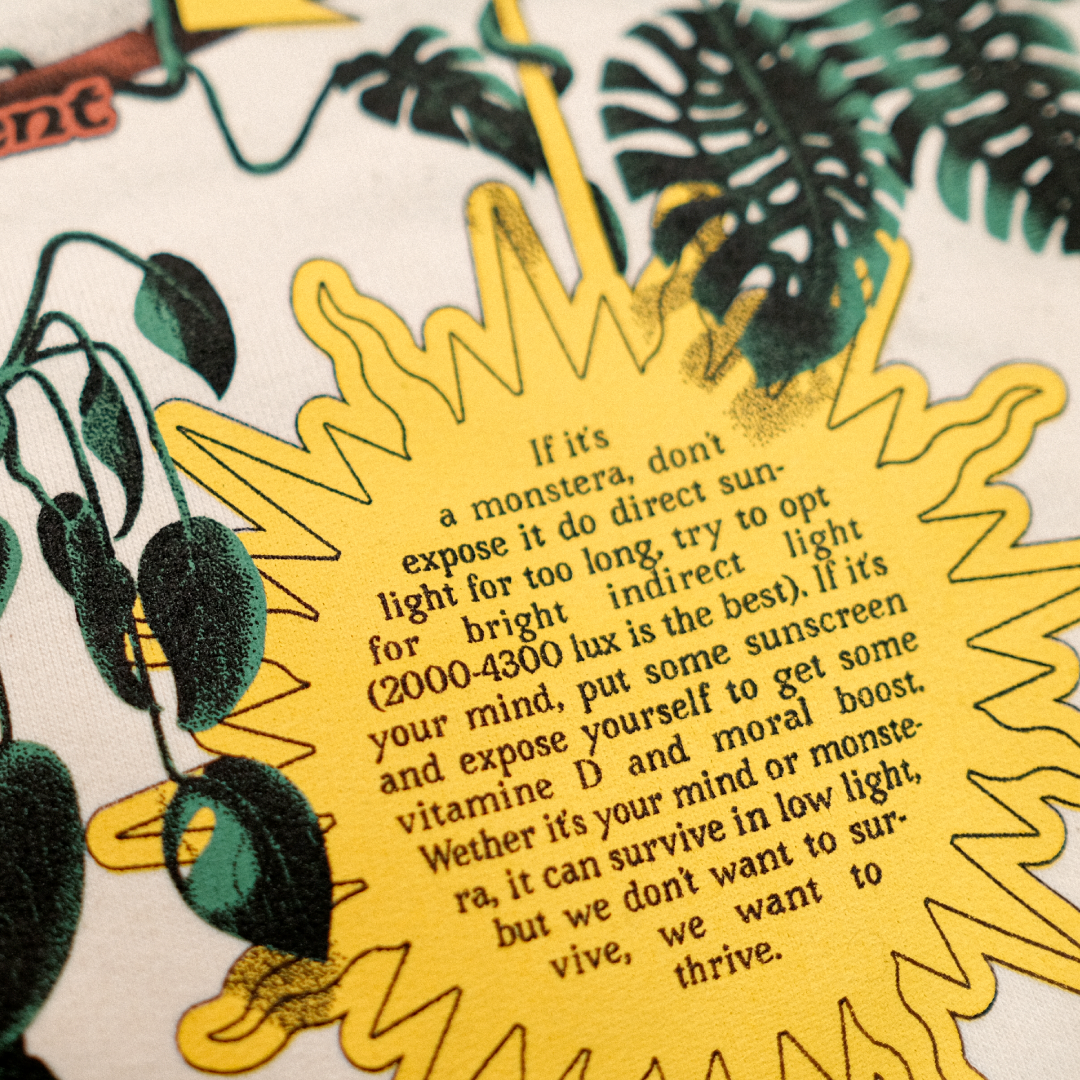 ent
If it's
a monstera, don't
expose it do direct sun-
light for too long, try to opt
for bright indirect light
(2000-4300 lux is the best). If it's
your mind, put some sunscreen
and expose yourself to get some
vitamine D and moral boost.
Wether it's your mind or monste-
ra, it can survive in low light,
but we don't want to sur-
vive, we want to
thrive.